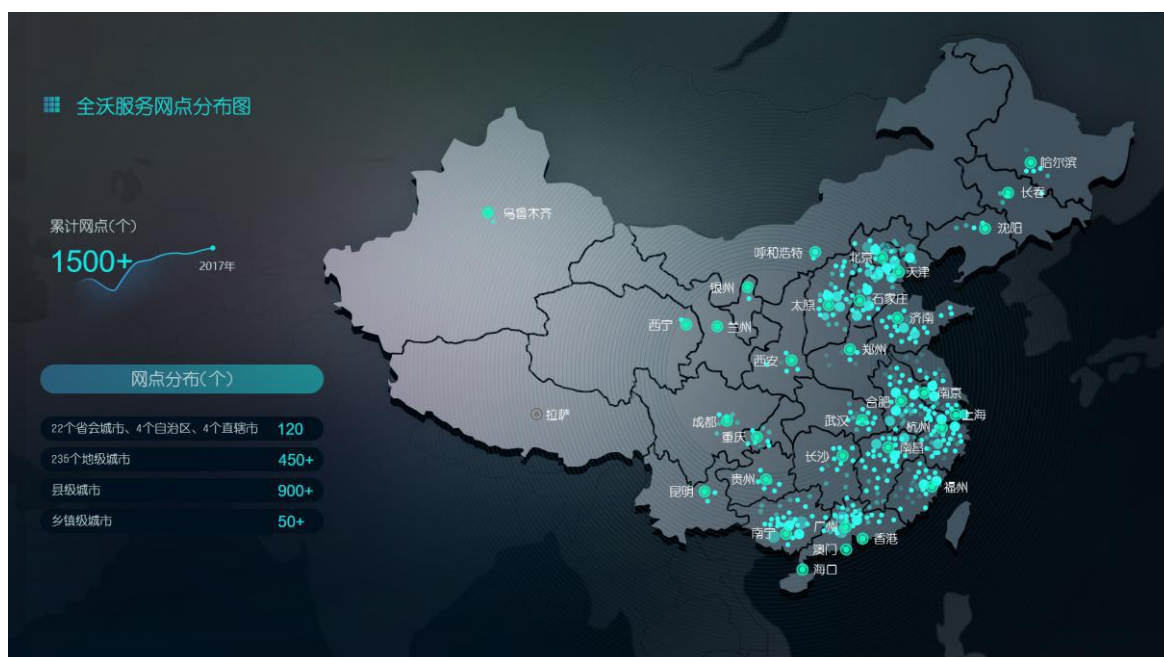 全沃服务网点分布图
累计网点(个)
1500+
2017年
网点分布(个)
22个省会城市、4个自治区、4个直辖市 120
235个地级城市 450+
县级城市 900+
乡镇级城市 50+
哈尔滨
长春
沈阳
乌鲁木齐
呼和浩特
北京
天津
银州
太原
石家庄
西宁
兰州
济南
西安
郑州
拉萨
合肥
南京
成都
武汉
上海
重庆
杭州
长沙
南昌
昆明
贵州
福州
南宁
广州
香港
澳门
海口